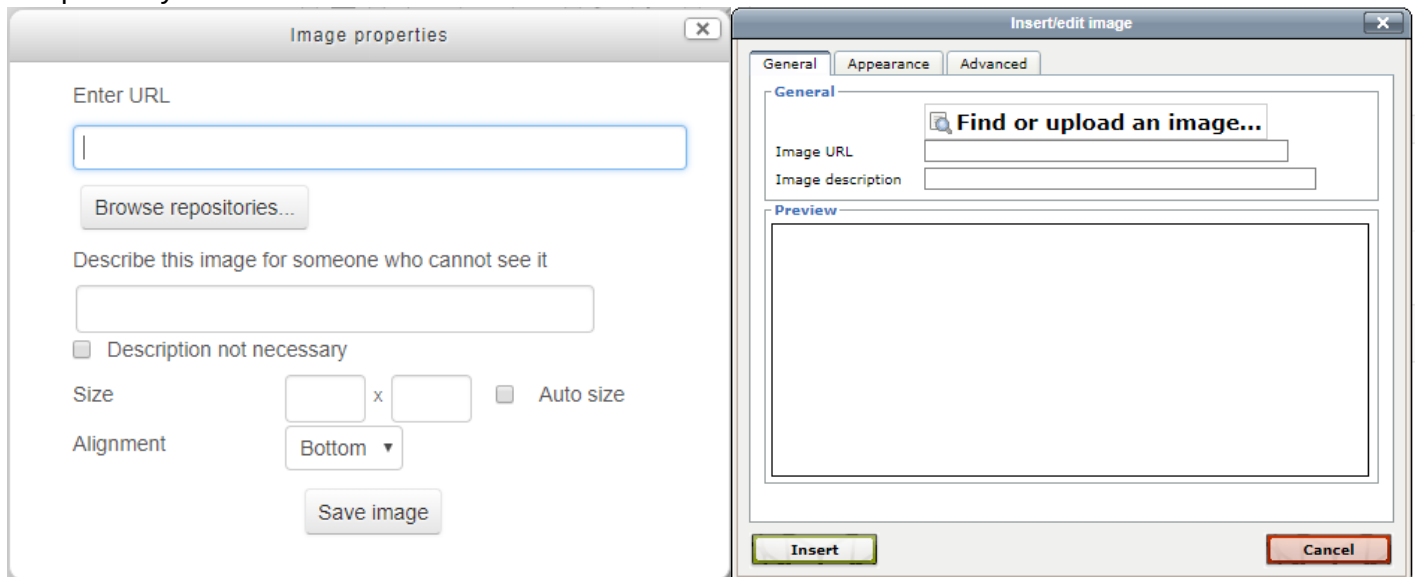 Image properties
Enter URL
Browse repositories...
Describe this image for someone who cannot see it
Description not necessary
Size x Auto size
Alignment Bottom
Save image
Insert/edit image
General Appearance Advanced
General
Find or upload an image...
Image URL
Image description
Preview
Insert Cancel